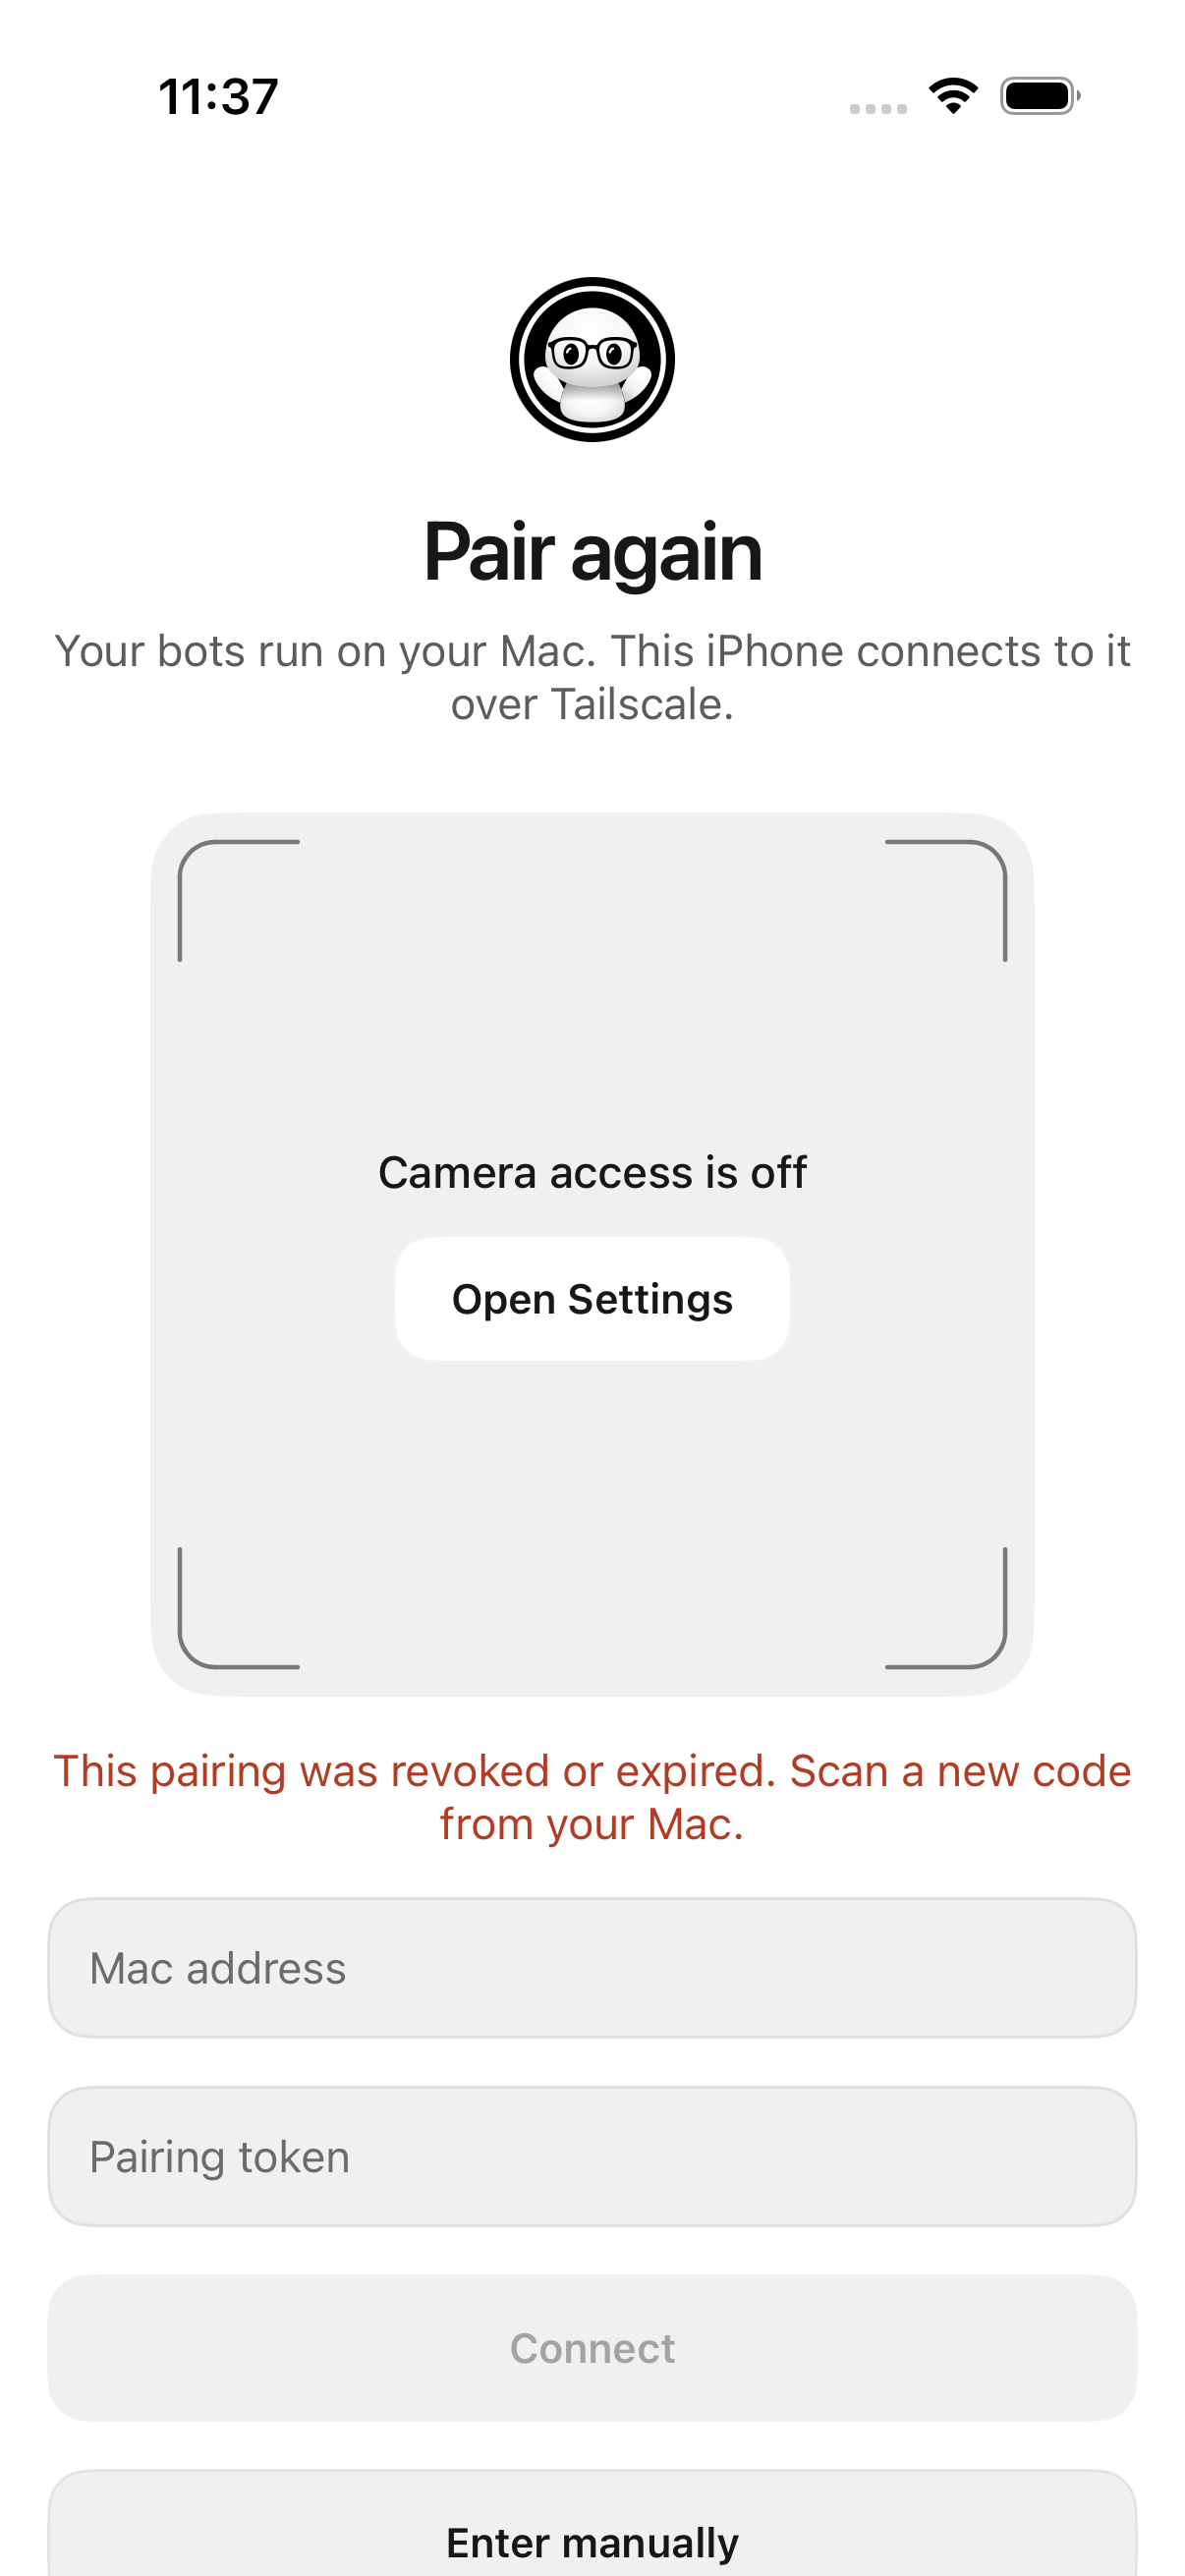 11:37
Pair again
Your bots run on your Mac. This iPhone connects to it
over Tailscale.
Camera access is off
Open Settings
This pairing was revoked or expired. Scan a new code
from your Mac.
Mac address
Pairing token
Connect
Enter manually